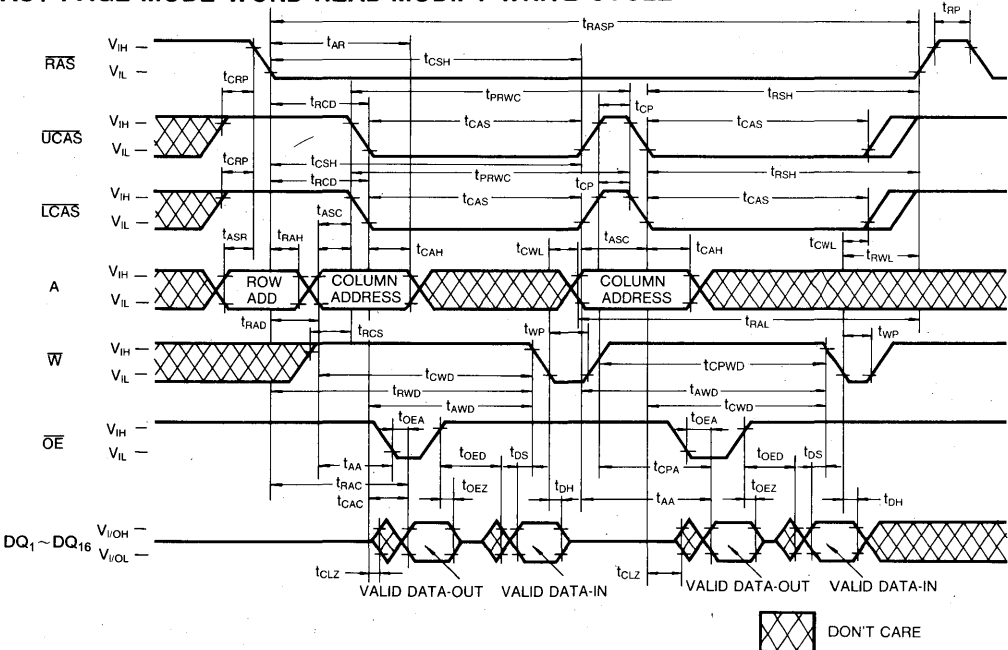 FAST PAGE MODE WORD READ-MODIFY-WRITE CYCLE
tRP
tRASP
tAR
VIH
RAS
tCSH
VIL
tCRP
tPRWC
tRSH
tRCD
tCP
VIH
UCAS
tCAS
tCAS
VIL
tCRP
tCSH
tPRWC
tRCD
tCP
tRSH
VIH
LCAS
tCAS
tCAS
VIL
tASC
tASR
tRAH
tCAH
tCWL
tASC
tCAH
tCWL
tRWL
VIH
A
ROW ADD
COLUMN ADDRESS
COLUMN ADDRESS
VIL
tRAD
tRAL
tRCS
tWP
tWP
VIH
W
tCPWD
VIL
tCWD
tRWD
tAWD
tAWD
tCWD
tOEA
tOEA
VIH
OE
VIL
tOED
tDS
tOED
tDS
tAA
tCPA
tRAC
tOEZ
tDH
tAA
tOEZ
tDH
tCAC
VI/OH
DQ1~DQ16
VI/OL
tCLZ
tCLZ
VALID DATA-OUT
VALID DATA-IN
VALID DATA-OUT
VALID DATA-IN
DON'T CARE